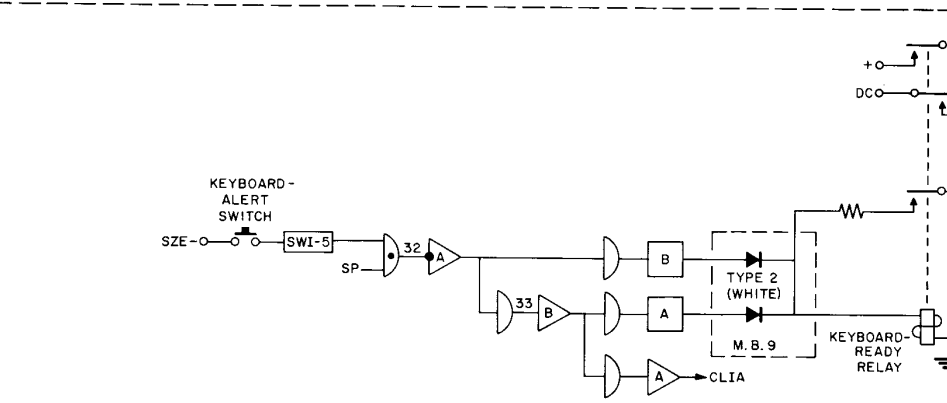 +
DC
KEYBOARD-
ALERT
SWITCH
SZE-
SWI-5
SP
32
A
B
TYPE 2
(WHITE)
33
B
A
M.B.9
KEYBOARD-
READY
RELAY
A
CLIA